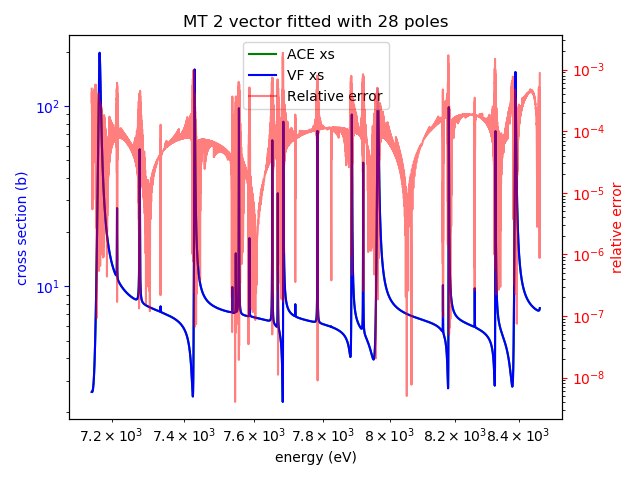 MT 2 vector fitted with 28 poles
ACE xs
VF xs
Relative error
10²
10¹
cross section (b)
10⁻³
10⁻⁴
10⁻⁵
10⁻⁶
10⁻⁷
10⁻⁸
relative error
7.2 × 10³ 7.4 × 10³ 7.6 × 10³ 7.8 × 10³ 8 × 10³ 8.2 × 10³ 8.4 × 10³
energy (eV)